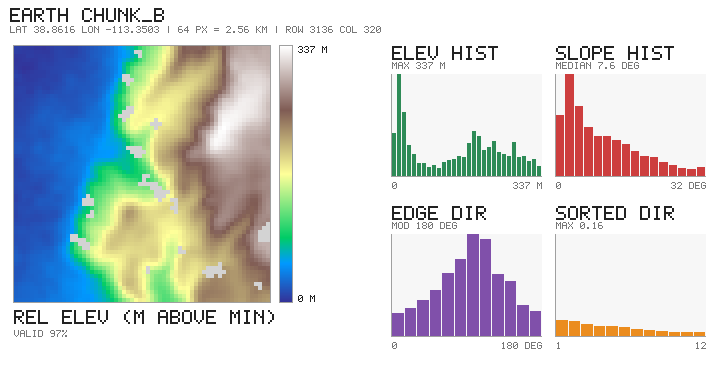 EARTH CHUNK_B
LAT 38.8616 LON -113.3503 | 64 PX = 2.56 KM | ROW 3136 COL 320
337 M
0 M
REL ELEV (M ABOVE MIN)
VALID 97%
ELEV HIST
MAX 337 M
0 337 M
SLOPE HIST
MEDIAN 7.6 DEG
0 32 DEG
EDGE DIR
MOD 180 DEG
0 180 DEG
SORTED DIR
MAX 0.16
1 12